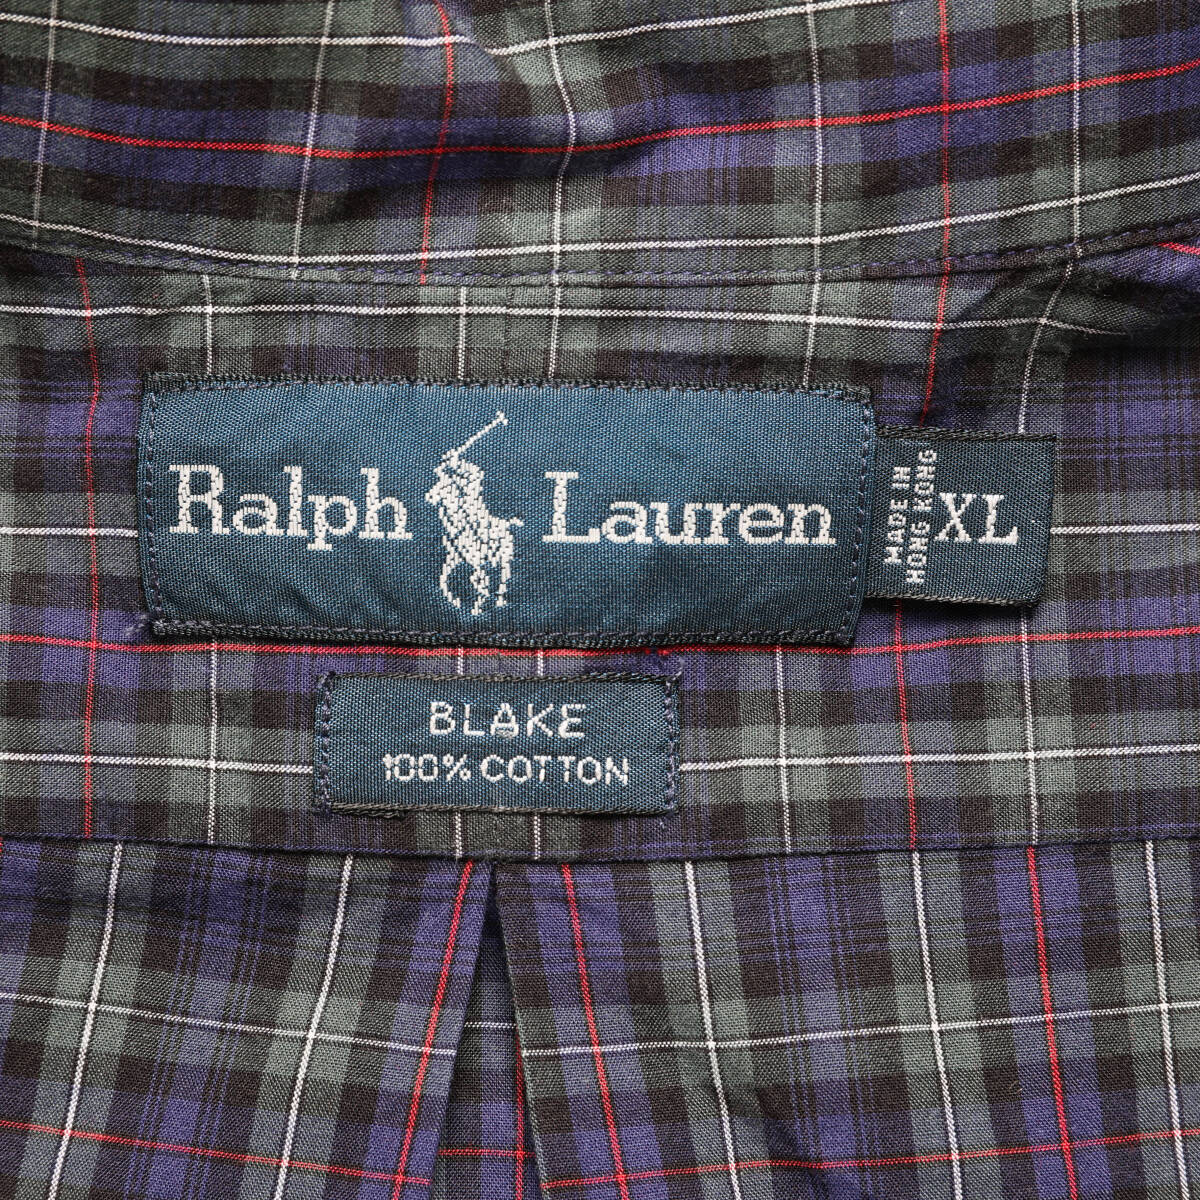 Ralph Lauren
MADE IN
HONG KONG
XL
BLAKE
100% COTTON